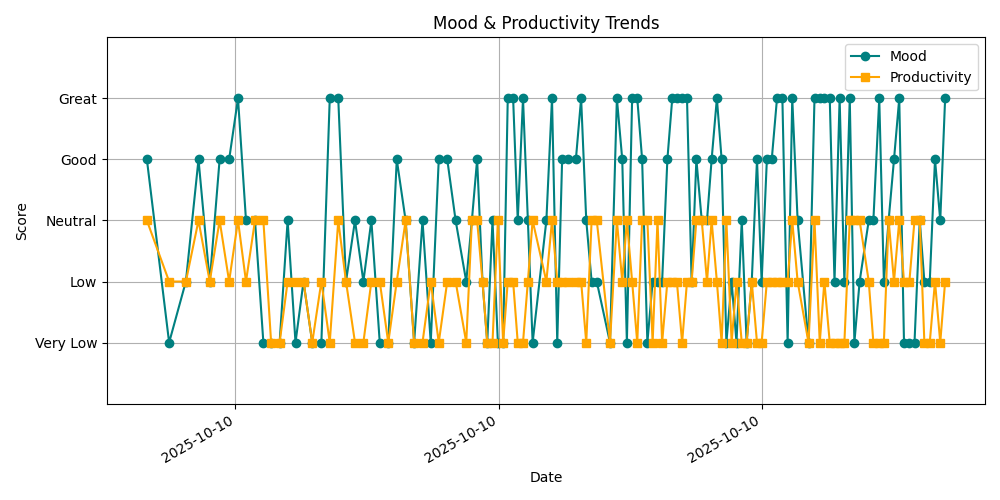 Mood & Productivity Trends
Mood
Productivity
Great
Good
Neutral
Low
Very Low
Score
2025-10-10
2025-10-10
2025-10-10
Date